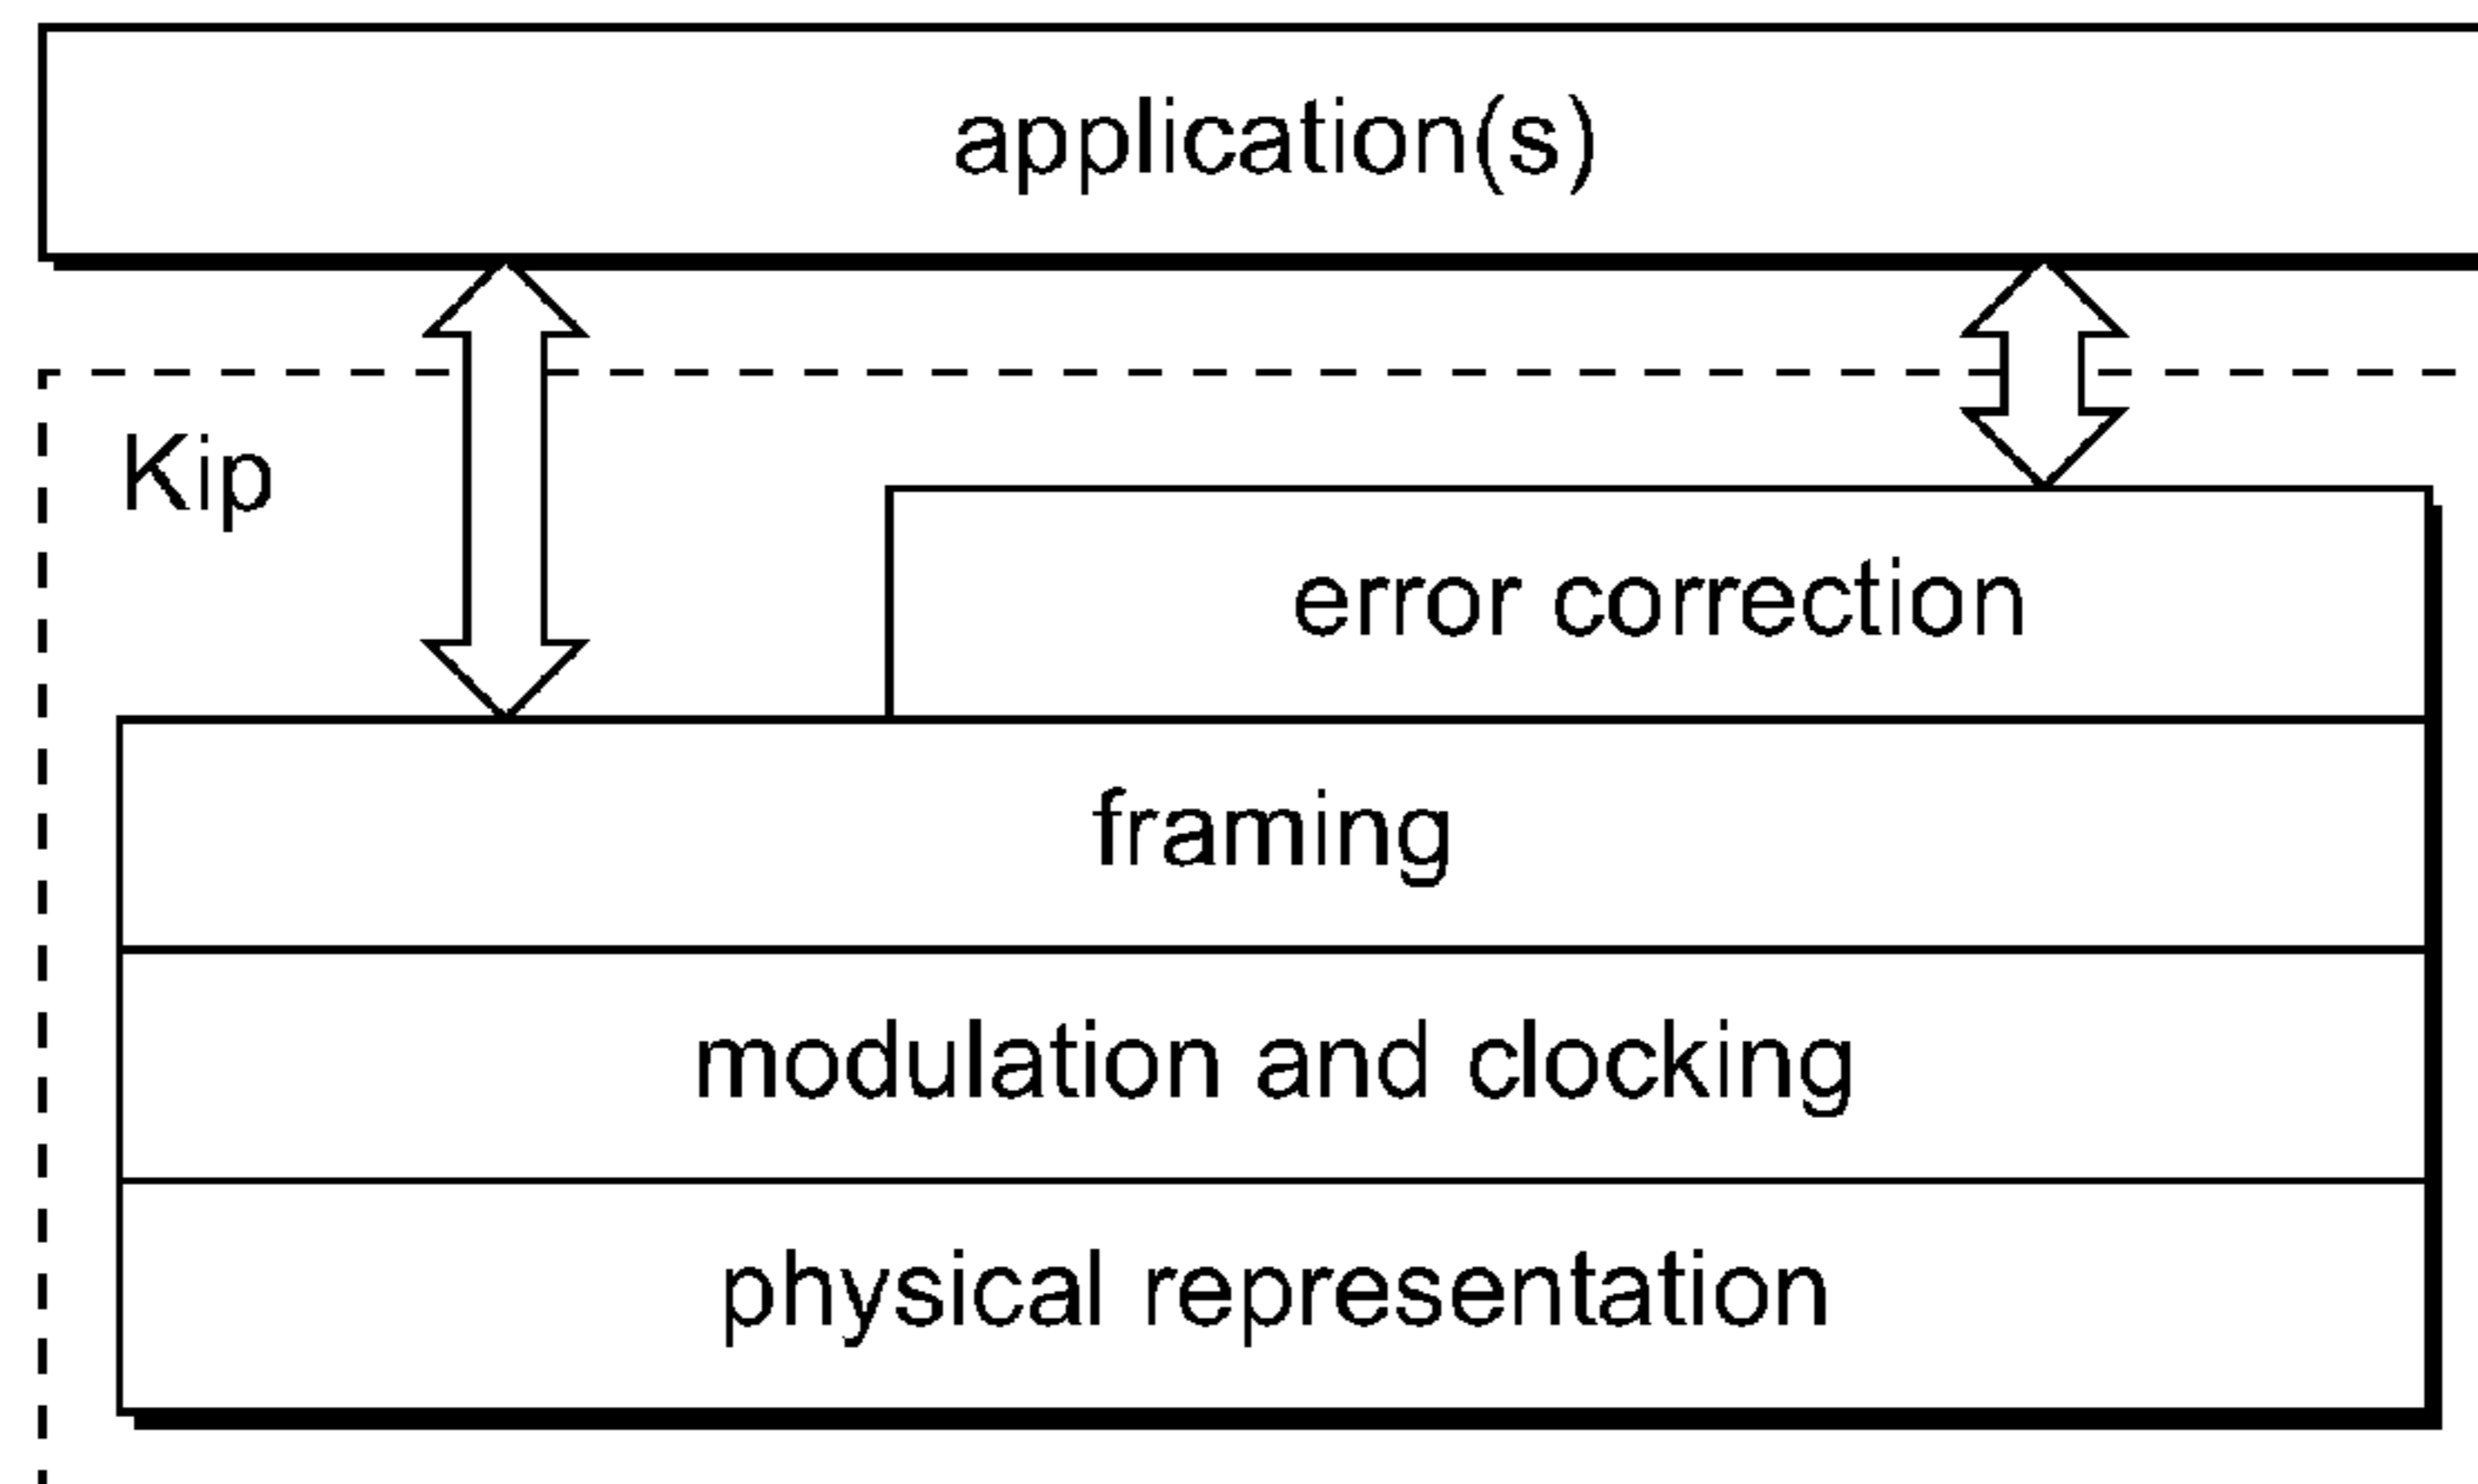 application(s)
Kip
error correction
framing
modulation and clocking
physical representation